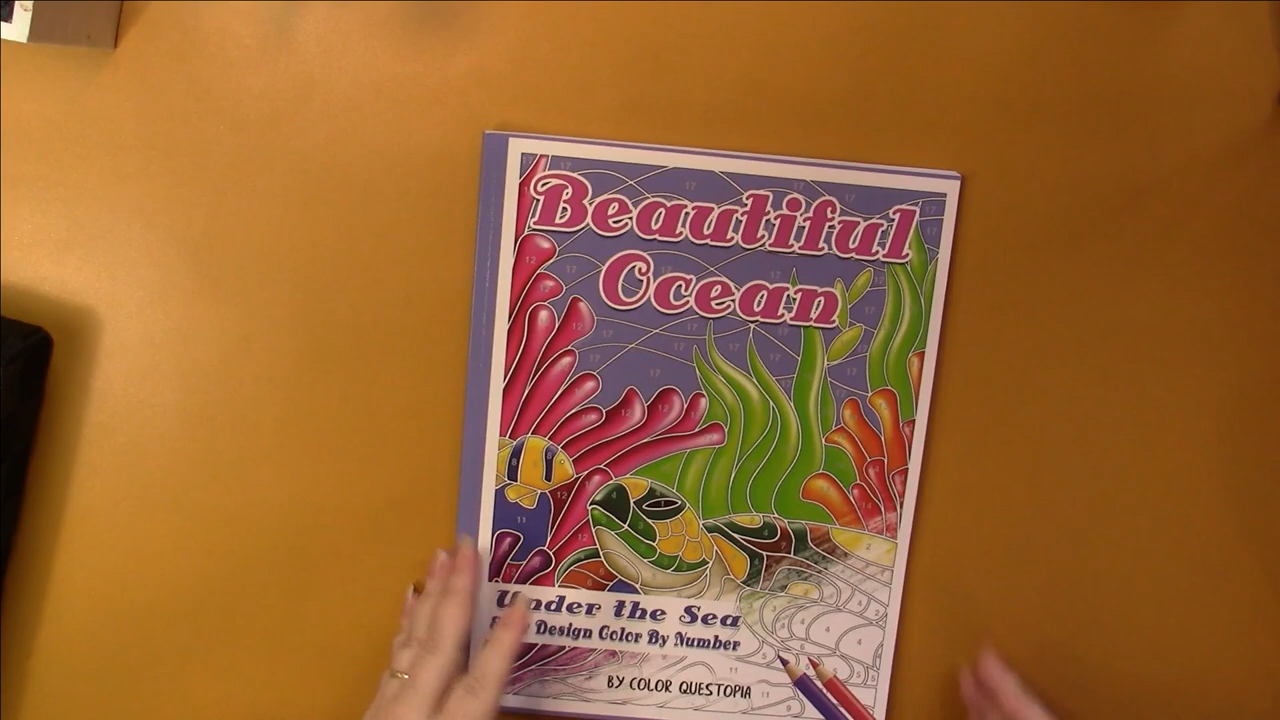 Beautiful
Ocean
Under the Sea
Design Color By Number
BY COLOR QUESTOPIA